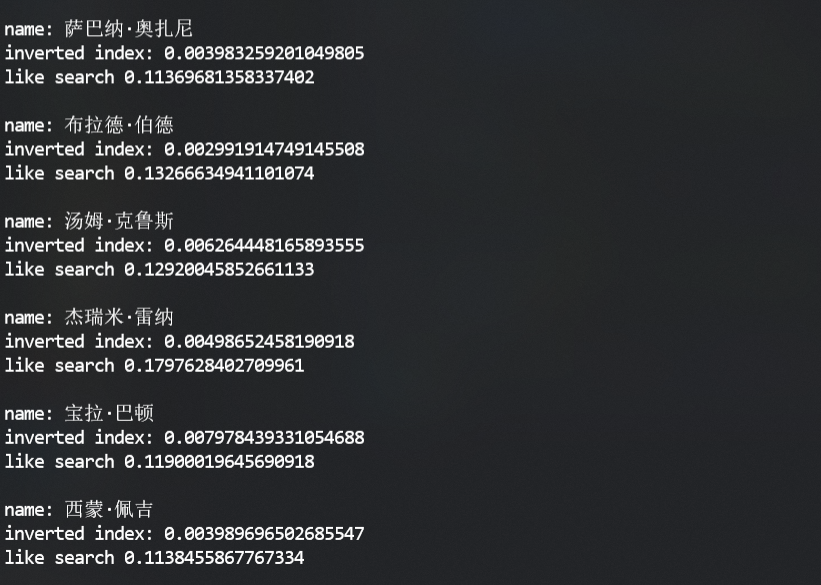 name: 萨巴纳·奥扎尼
inverted index: 0.003983259201049805
like search 0.11369681358337402
name: 布拉德·伯德
inverted index: 0.002991914749145508
like search 0.13266634941101074
name: 汤姆·克鲁斯
inverted index: 0.006264448165893555
like search 0.12920045852661133
name: 杰瑞米·雷纳
inverted index: 0.00498652458190918
like search 0.1797628402709961
name: 宝拉·巴顿
inverted index: 0.007978439331054688
like search 0.11900019645690918
name: 西蒙·佩吉
inverted index: 0.003989696502685547
like search 0.1138455867767334